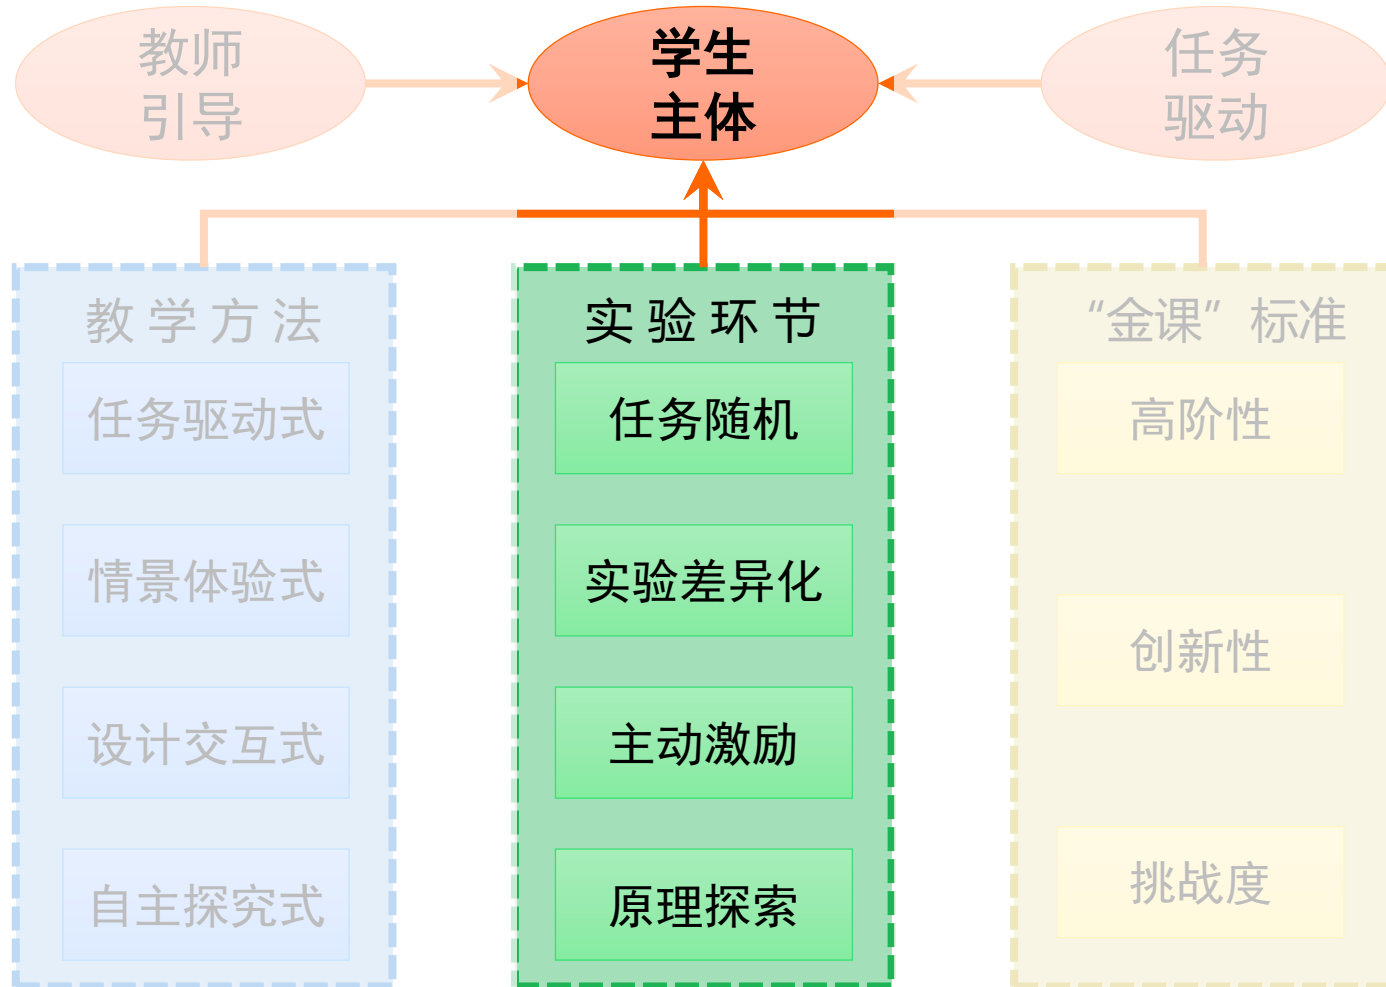 教师
引导
学生
主体
任务
驱动
教学方法
任务驱动式
情景体验式
设计交互式
自主探究式
实验环节
任务随机
实验差异化
主动激励
原理探索
“金课”标准
高阶性
创新性
挑战度